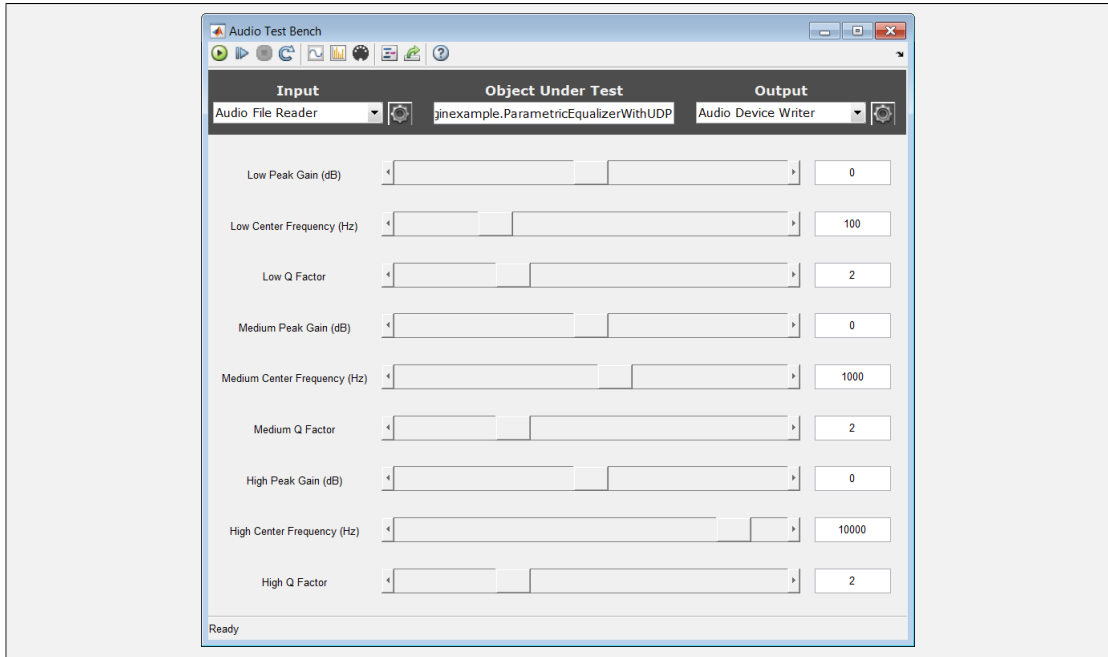 Audio Test Bench
Input Object Under Test Output
Audio File Reader ginexample.ParametricEqualizerWithUDP Audio Device Writer
Low Peak Gain (dB) 0
Low Center Frequency (Hz) 100
Low Q Factor 2
Medium Peak Gain (dB) 0
Medium Center Frequency (Hz) 1000
Medium Q Factor 2
High Peak Gain (dB) 0
High Center Frequency (Hz) 10000
High Q Factor 2
Ready